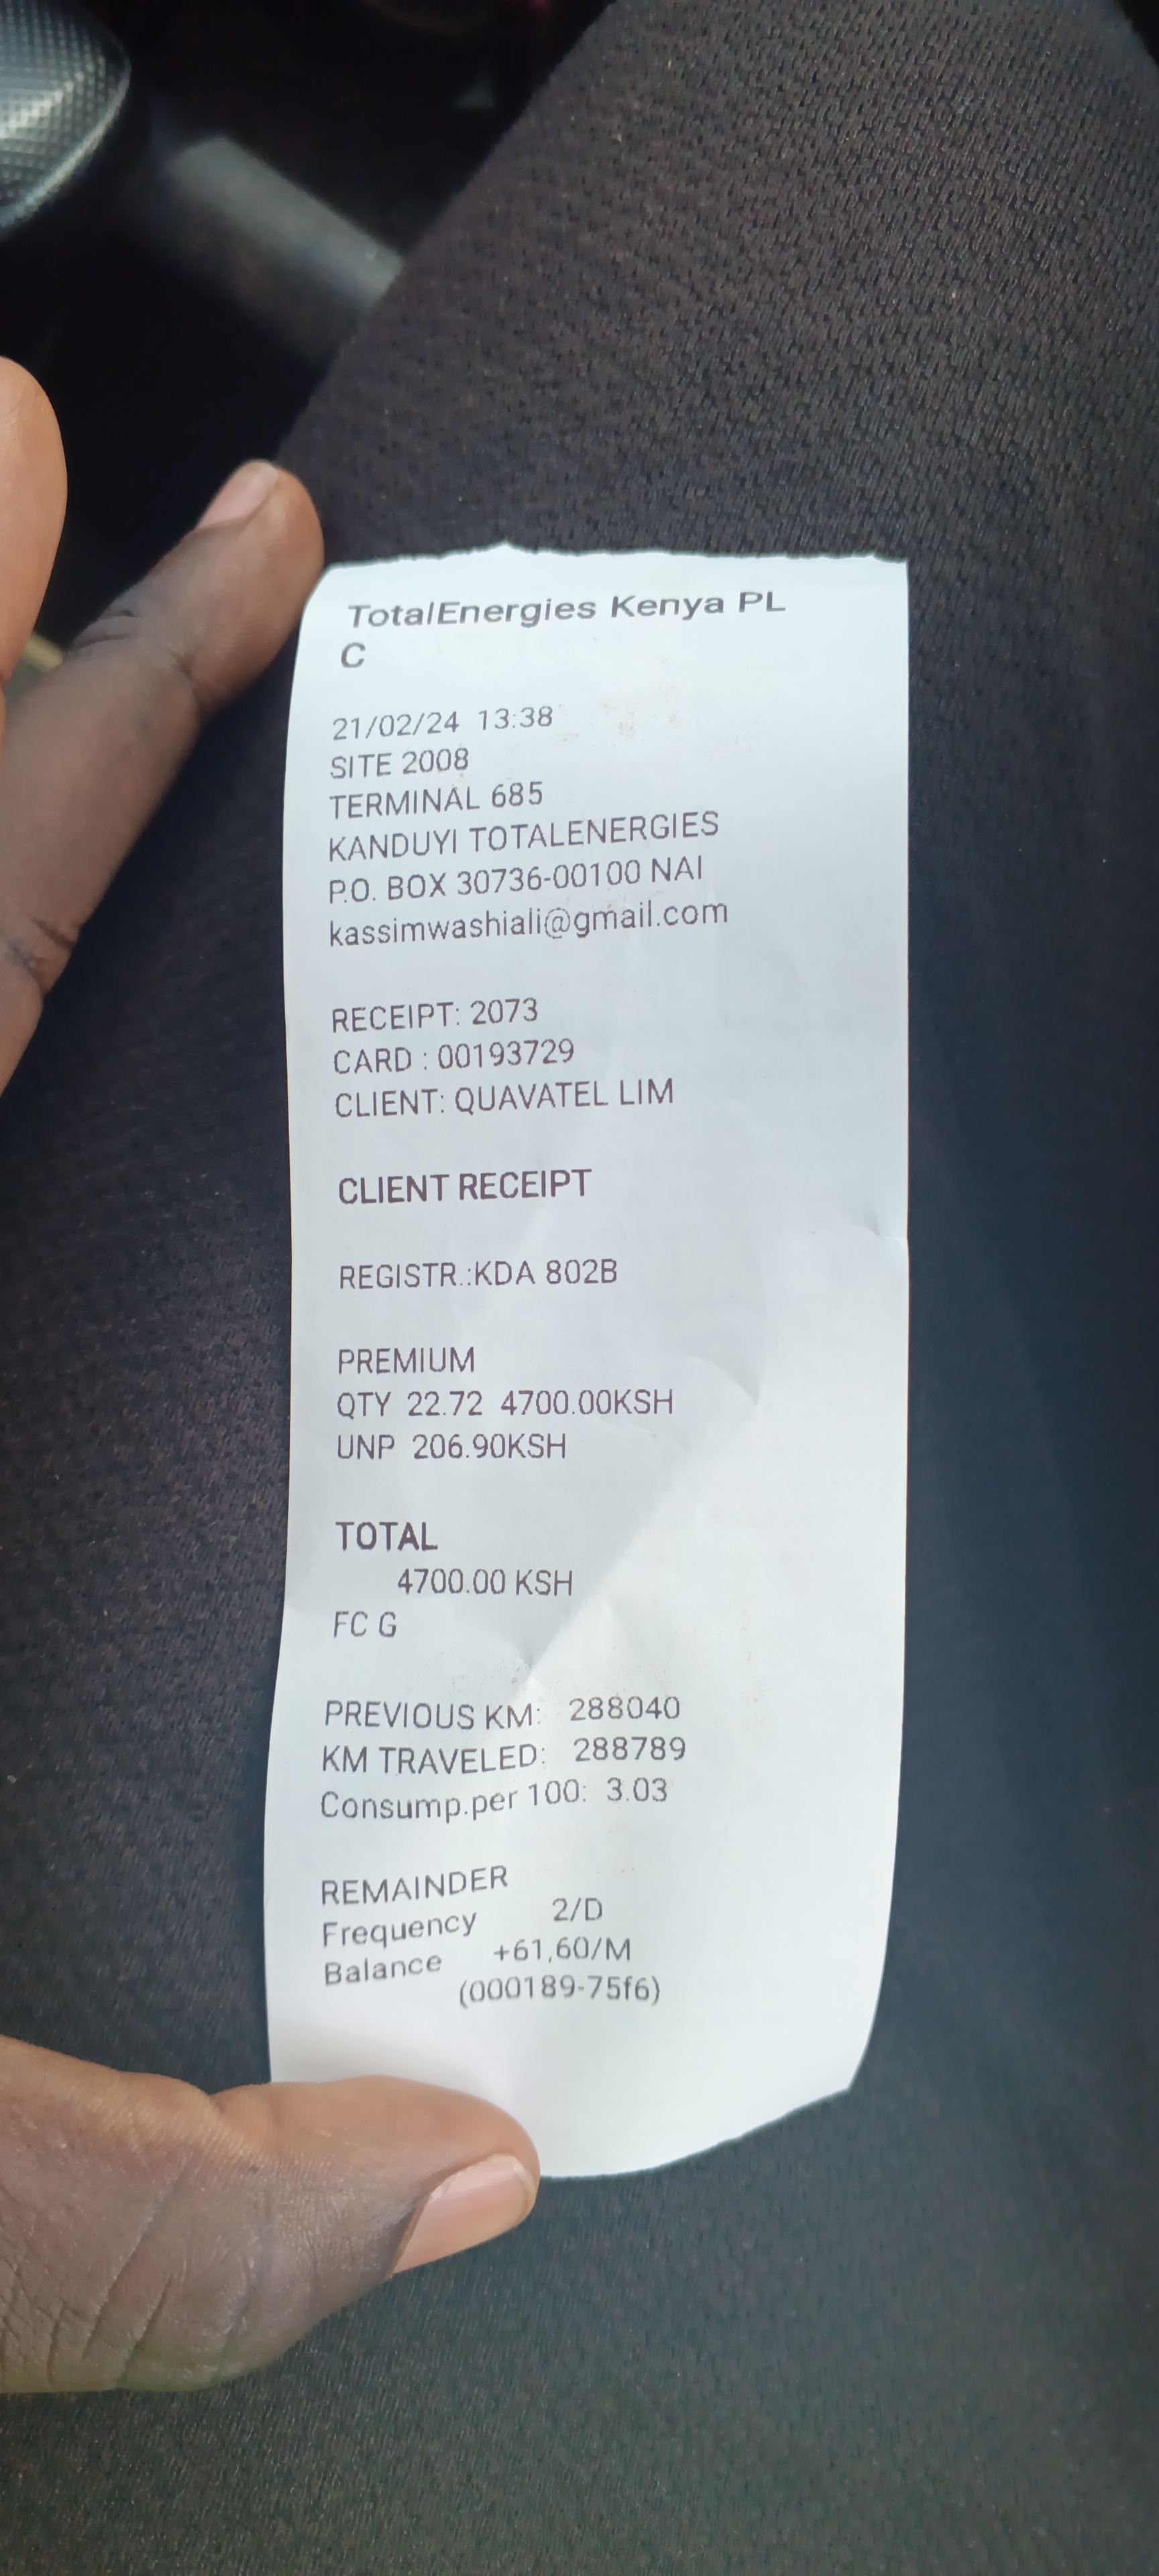 TotalEnergies Kenya PL
C
21/02/24 13:38
SITE 2008
TERMINAL 685
KANDUYI TOTALENERGIES
P.O. BOX 30736-00100 NAI
kassimwashiali@gmail.com
RECEIPT: 2073
CARD : 00193729
CLIENT: QUAVATEL LIM
CLIENT RECEIPT
REGISTR.:KDA 802B
PREMIUM
QTY 22.72 4700.00KSH
UNP 206.90KSH
TOTAL
4700.00 KSH
FC G
PREVIOUS KM: 288040
KM TRAVELED: 288789
Consump.per 100: 3.03
REMAINDER
Frequency 2/D
Balance +61,60/M
(000189-75f6)